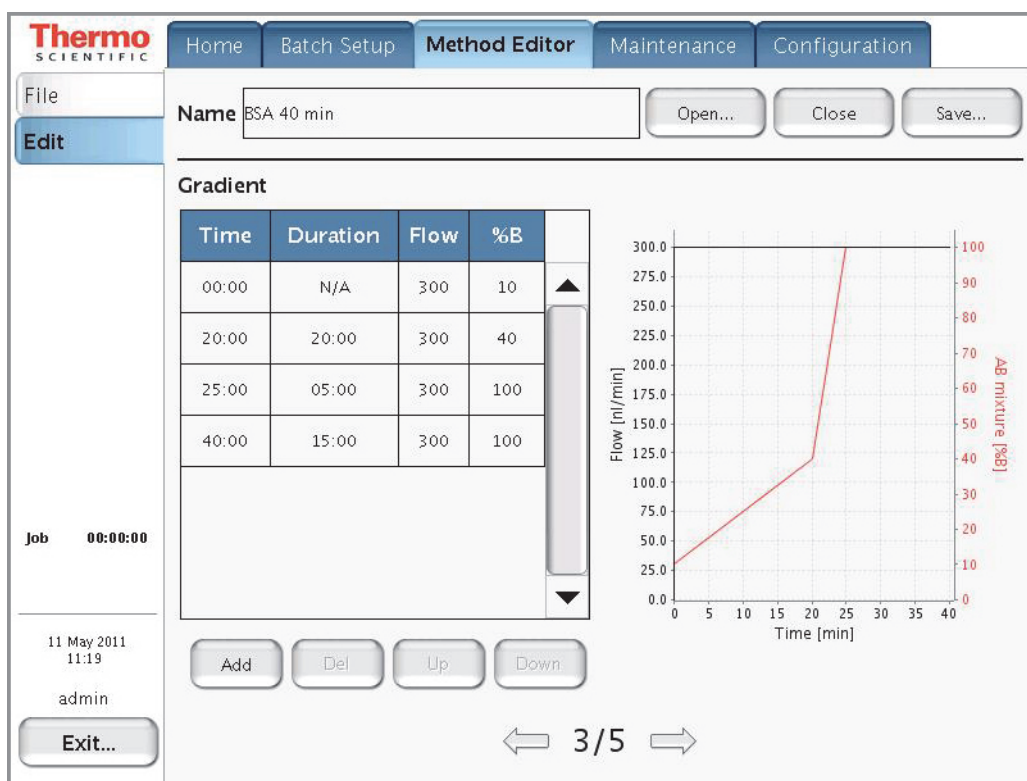 Thermo
SCIENTIFIC
Home Batch Setup Method Editor Maintenance Configuration
File
Edit
Name BSA 40 min Open... Close Save...
Gradient
Time Duration Flow %B
00:00 N/A 300 10
20:00 20:00 300 40
25:00 05:00 300 100
40:00 15:00 300 100
Add Del Up Down
Flow [nl/min]
300.0
275.0
250.0
225.0
200.0
175.0
150.0
125.0
100.0
75.0
50.0
25.0
0.0
0 5 10 15 20 25 30 35 40
Time [min]
100
90
80
70
60
50
40
30
20
10
0
AB mixture [%B]
Job 00:00:00
11 May 2011
11:19
admin
Exit...
3/5